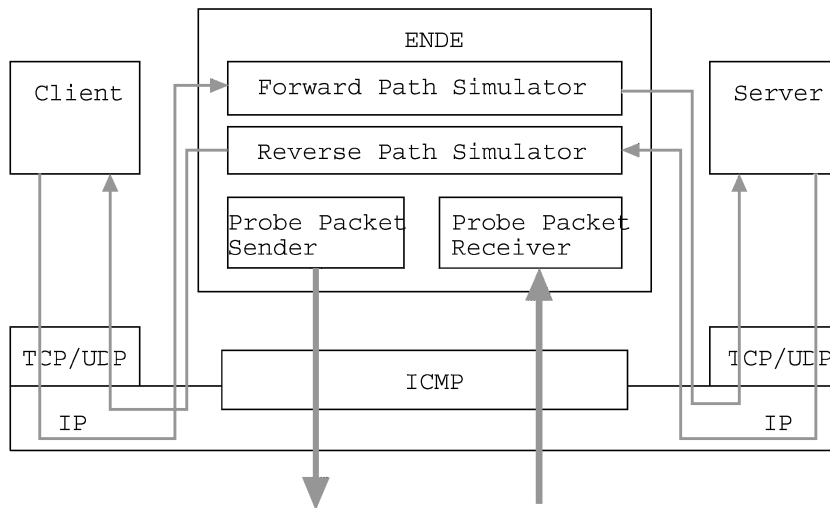 ENDE
Client
Forward Path Simulator
Server
Reverse Path Simulator
Probe Packet
Sender
Probe Packet
Receiver
TCP/UDP
ICMP
TCP/UDP
IP
IP